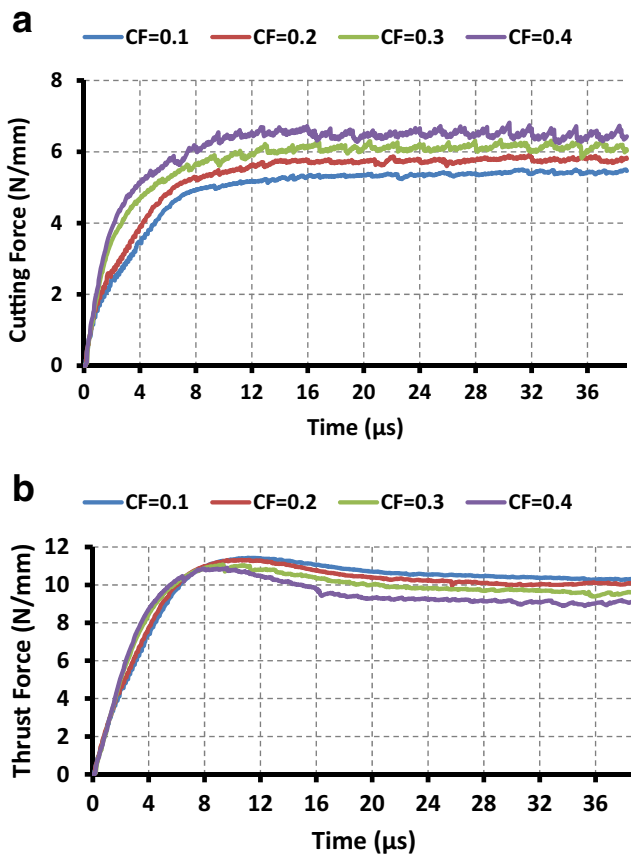 a
CF=0.1 CF=0.2 CF=0.3 CF=0.4
8
6
4
2
0
Cutting Force (N/mm)
0 4 8 12 16 20 24 28 32 36
Time (μs)
b
CF=0.1 CF=0.2 CF=0.3 CF=0.4
12
10
8
6
4
2
0
Thrust Force (N/mm)
0 4 8 12 16 20 24 28 32 36
Time (μs)